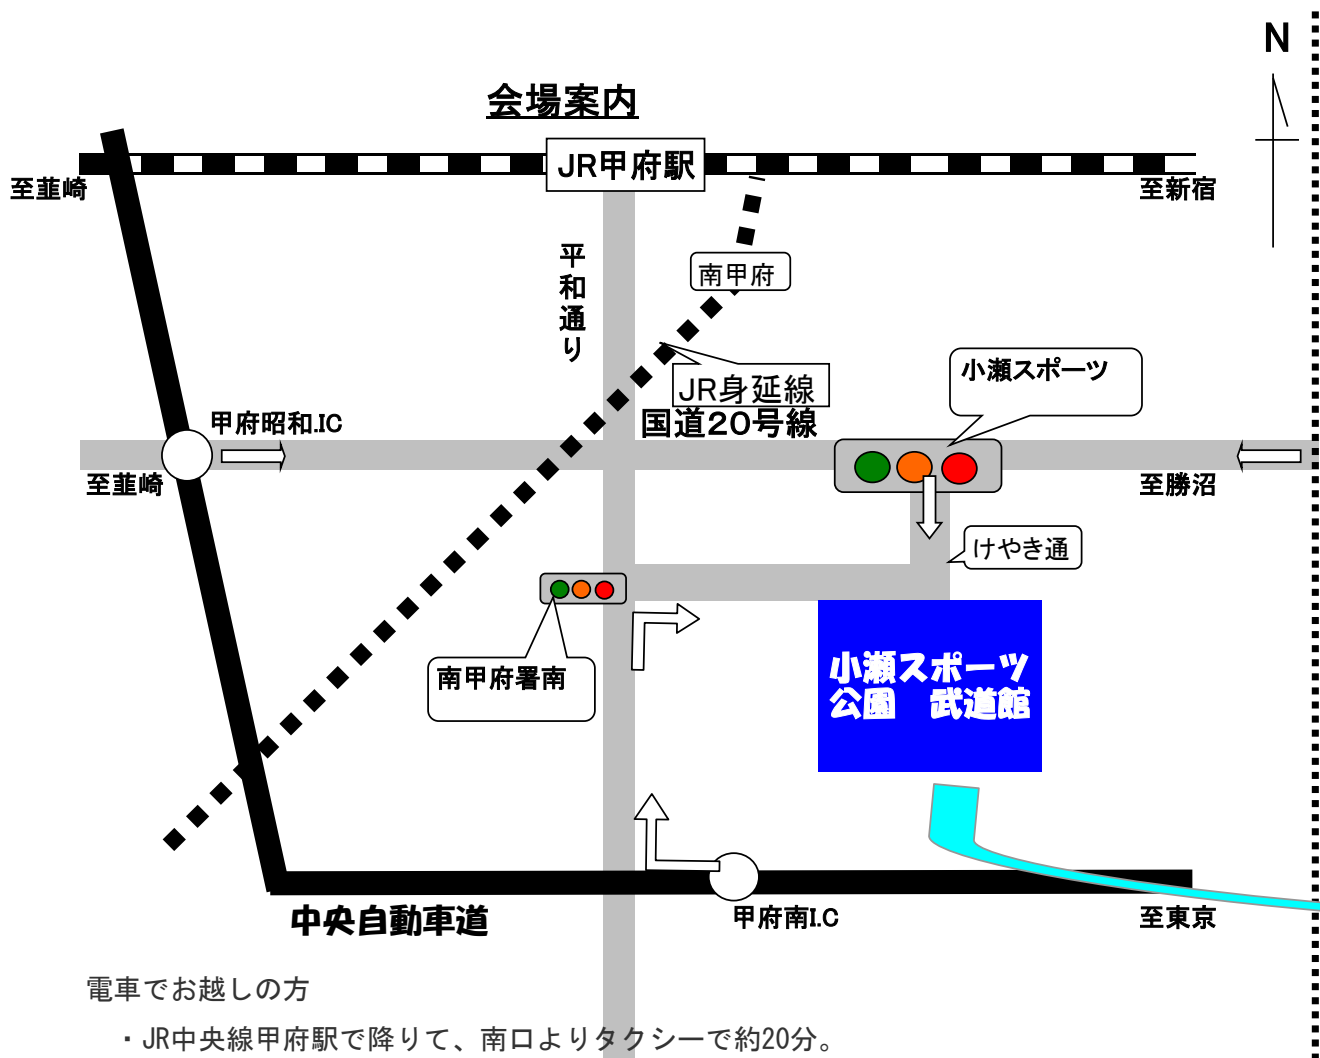 N
会場案内
JR甲府駅
至韮崎
至新宿
平和通り
南甲府
小瀬スポーツ
JR身延線
甲府昭和.IC
国道20号線
至韮崎
至勝沼
けやき通
南甲府署南
小瀬スポーツ
公園　武道館
中央自動車道
甲府南I.C
至東京
電車でお越しの方
・JR中央線甲府駅で降りて、南口よりタクシーで約20分。